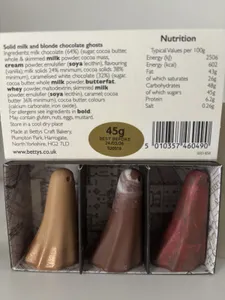 Solid milk and blonde chocolate ghosts
Ingredients: milk chocolate (64%) (sugar, cocoa butter,
whole & skimmed milk powder, cocoa mass,
cream powder, emulsifier (soya lecithin), flavouring
(vanilla); milk solids 24% minimum, cocoa solids 38%
minimum), caramelised white chocolate (32%) (sugar,
cocoa butter, whole milk powder, butterfat,
whey powder, maltodextrin, skimmed milk
powder, emulsifier (soya lecithin), caramel; cocoa
butter 36% minimum), cocoa butter colours
(calcium carbonate, iron oxide).
For allergens see ingredients in bold
May contain gluten, nuts, eggs, mustard.
Store in a cool dry place
Made at Bettys Craft Bakery,
Plumpton Park, Harrogate,
North Yorkshire, HG2 7LD
www.bettys.co.uk
45g
BEST BEFORE
Nutrition
Typical Values per 100g
Energy (kJ) 2506
Energy (kcal) 602
Fat 43g
of which saturates 26g
Carbohydrates 48g
of which sugars 45g
Protein 6.2g
Salt 0.26g
5 010357 460490